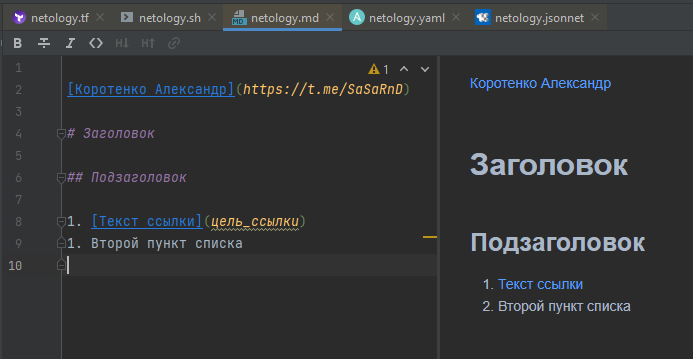 netology.tf netology.sh netology.md netology.yaml netology.jsonnet
B
1
1
2 [Коротенко Александр](https://t.me/SaSaRnD)
3
4 # Заголовок
5
6 ## Подзаголовок
7
8 1. [Текст ссылки](цель_ссылки)
9 1. Второй пункт списка
10
Коротенко Александр
Заголовок
Подзаголовок
1. Текст ссылки
2. Второй пункт списка